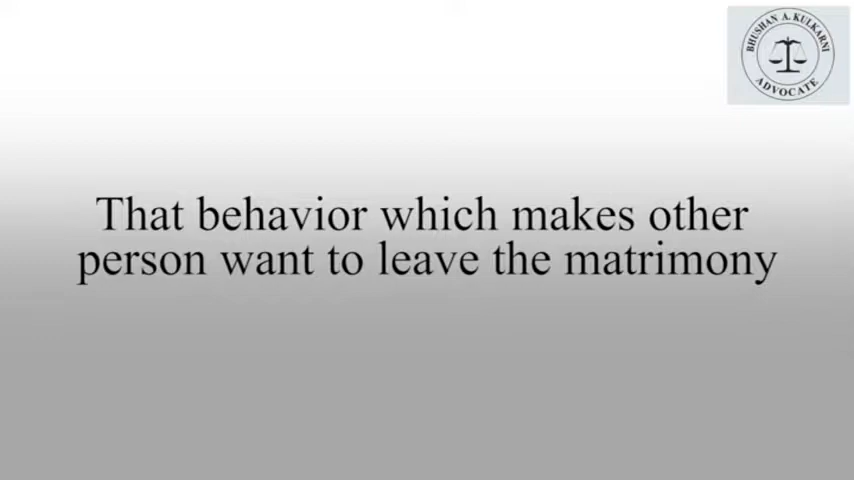 BHUSHAN A. KULKARNI
ADVOCATE
That behavior which makes other
person want to leave the matrimony